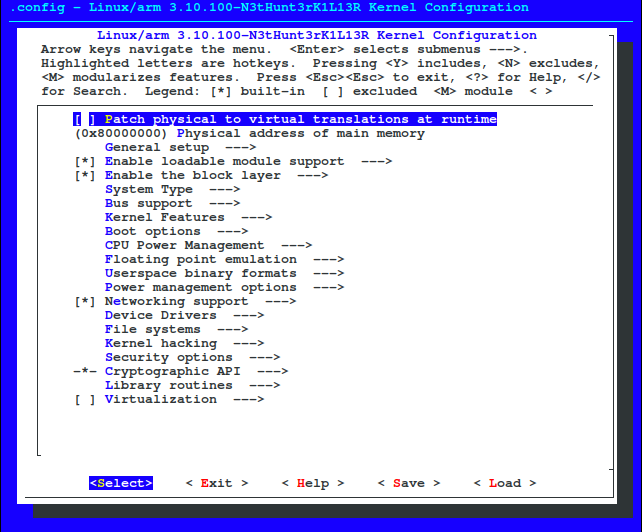 .config - Linux/arm 3.10.100-N3tHunt3rK1L13R Kernel Configuration
Linux/arm 3.10.100-N3tHunt3rK1L13R Kernel Configuration
Arrow keys navigate the menu.  <Enter> selects submenus --->.
Highlighted letters are hotkeys.  Pressing <Y> includes, <N> excludes,
<M> modularizes features.  Press <Esc><Esc> to exit, <?> for Help, </>
for Search.  Legend: [*] built-in  [ ] excluded  <M> module  < >
[ ] Patch physical to virtual translations at runtime
(0x80000000) Physical address of main memory
General setup  --->
[*] Enable loadable module support  --->
[*] Enable the block layer  --->
System Type  --->
Bus support  --->
Kernel Features  --->
Boot options  --->
CPU Power Management  --->
Floating point emulation  --->
Userspace binary formats  --->
Power management options  --->
[*] Networking support  --->
Device Drivers  --->
File systems  --->
Kernel hacking  --->
Security options  --->
-*- Cryptographic API  --->
Library routines  --->
[ ] Virtualization  --->
<Select>    < Exit >    < Help >    < Save >    < Load >